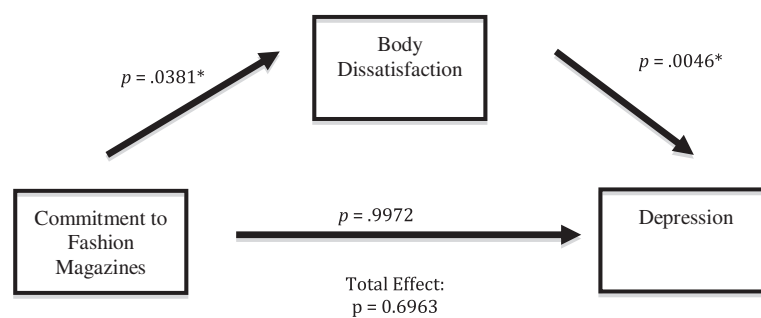 Body
Dissatisfaction
p = .0381*
p = .0046*
Commitment to
Fashion
Magazines
p = .9972
Depression
Total Effect:
p = 0.6963